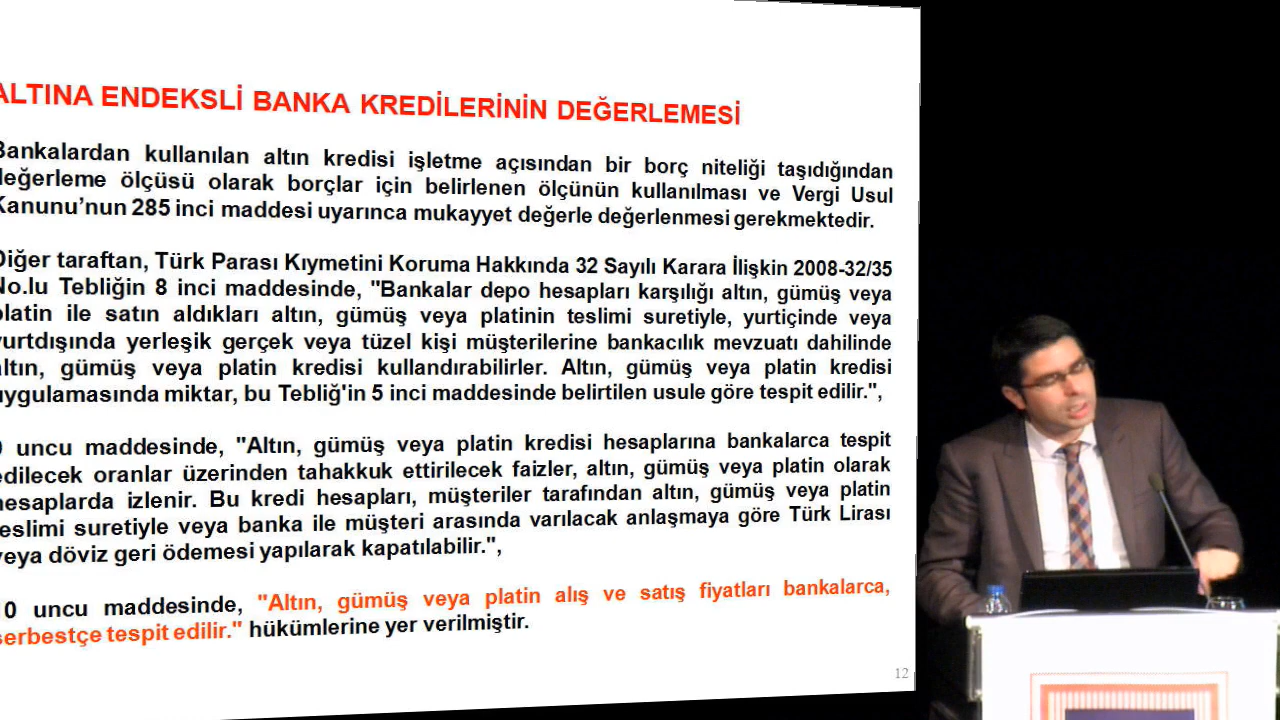 ALTINA ENDEKSLİ BANKA KREDİLERİNİN DEĞERLEMESİ
Bankalardan kullanılan altın kredisi işletme açısından bir borç niteliği taşıdığından
değerleme ölçüsü olarak borçlar için belirlenen ölçünün kullanılması ve Vergi Usul
Kanunu'nun 285 inci maddesi uyarınca mukayyet değerle değerlenmesi gerekmektedir.
Diğer taraftan, Türk Parası Kıymetini Koruma Hakkında 32 Sayılı Karara İlişkin 2008-32/35
No.lu Tebliğin 8 inci maddesinde, "Bankalar depo hesapları karşılığı altın, gümüş veya
platin ile satın aldıkları altın, gümüş veya platinin teslimi suretiyle, yurtiçinde veya
yurtdışında yerleşik gerçek veya tüzel kişi müşterilerine bankacılık mevzuatı dahilinde
altın, gümüş veya platin kredisi kullandırabilirler. Altın, gümüş veya platin kredisi
uygulamasında miktar, bu Tebliğ'in 5 inci maddesinde belirtilen usule göre tespit edilir.",
9 uncu maddesinde, "Altın, gümüş veya platin kredisi hesaplarına bankalarca tespit
edilecek oranlar üzerinden tahakkuk ettirilecek faizler, altın, gümüş veya platin olarak
hesaplarda izlenir. Bu kredi hesapları, müşteriler tarafından altın, gümüş veya platin
teslimi suretiyle veya banka ile müşteri arasında varılacak anlaşmaya göre Türk Lirası
veya döviz geri ödemesi yapılarak kapatılabilir.",
10 uncu maddesinde, "Altın, gümüş veya platin alış ve satış fiyatları bankalarca,
serbestçe tespit edilir." hükümlerine yer verilmiştir.
12